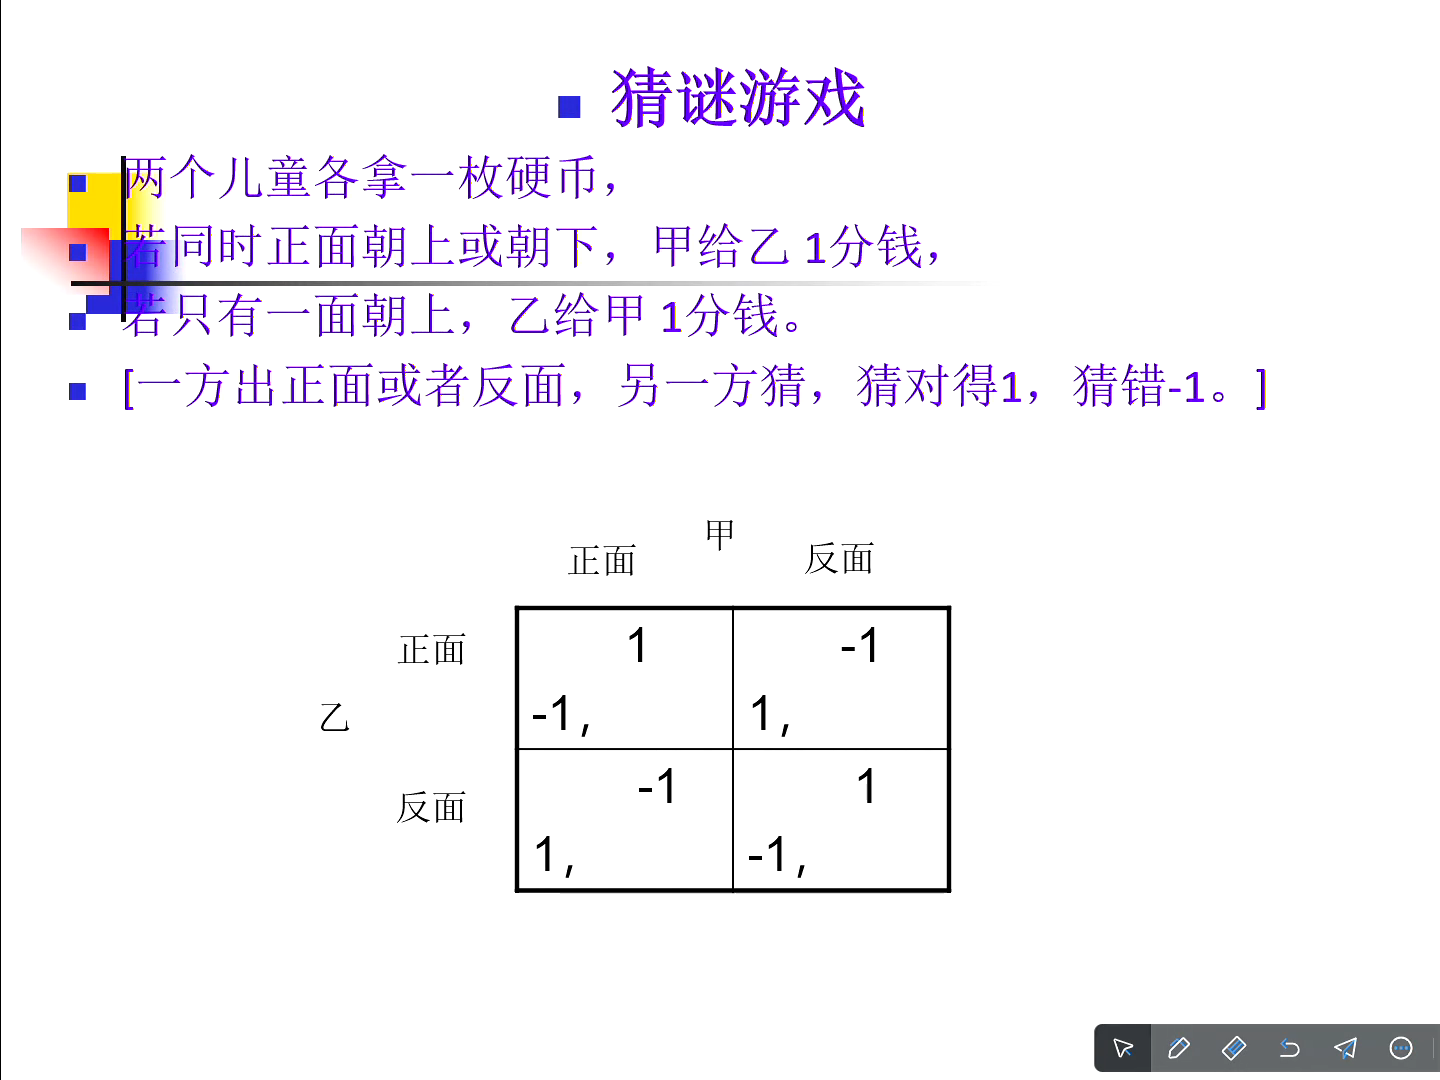 猜谜游戏
两个儿童各拿一枚硬币，
若同时正面朝上或朝下，甲给乙 1分钱，
若只有一面朝上，乙给甲 1分钱。
[一方出正面或者反面，另一方猜，猜对得1，猜错-1。]
甲
正面 反面
正面 1 -1
-1, 1,
乙
反面 -1 1
1, -1,